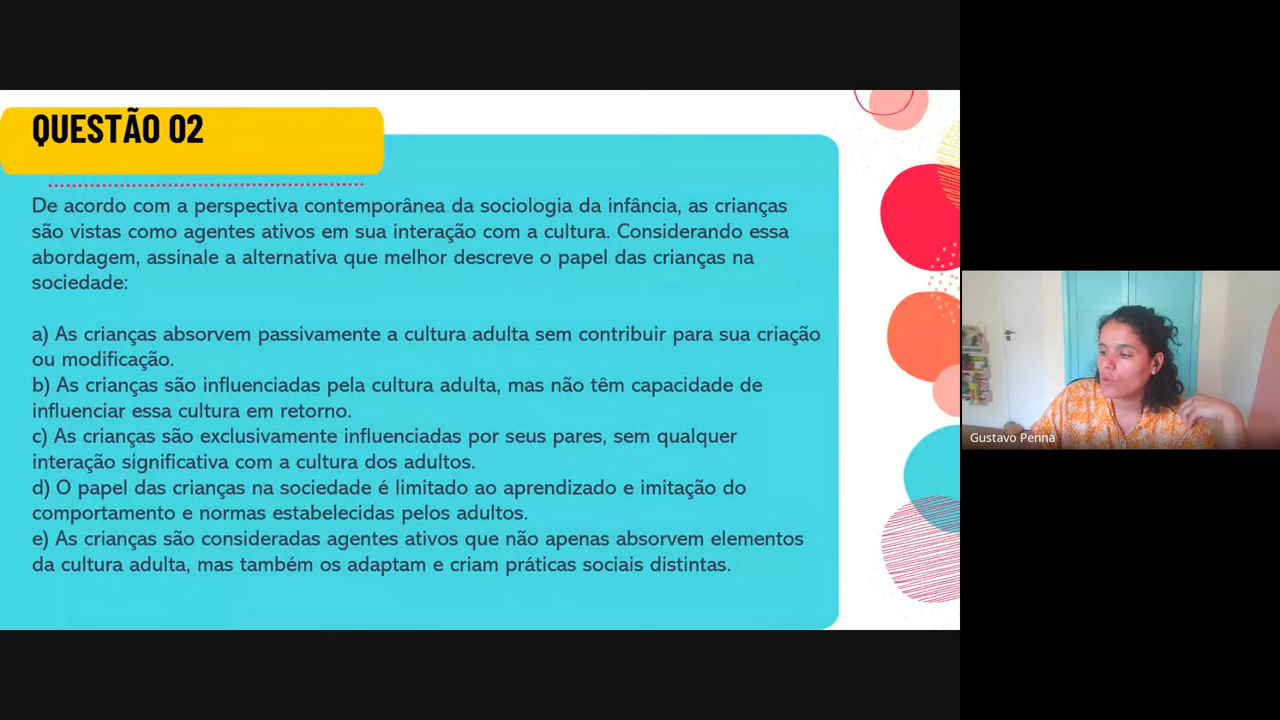 QUESTÃO 02
De acordo com a perspectiva contemporânea da sociologia da infância, as crianças
são vistas como agentes ativos em sua interação com a cultura. Considerando essa
abordagem, assinale a alternativa que melhor descreve o papel das crianças na
sociedade:
a) As crianças absorvem passivamente a cultura adulta sem contribuir para sua criação
ou modificação.
b) As crianças são influenciadas pela cultura adulta, mas não têm capacidade de
influenciar essa cultura em retorno.
c) As crianças são exclusivamente influenciadas por seus pares, sem qualquer
interação significativa com a cultura dos adultos.
d) O papel das crianças na sociedade é limitado ao aprendizado e imitação do
comportamento e normas estabelecidas pelos adultos.
e) As crianças são consideradas agentes ativos que não apenas absorvem elementos
da cultura adulta, mas também os adaptam e criam práticas sociais distintas.
Gustavo Penna